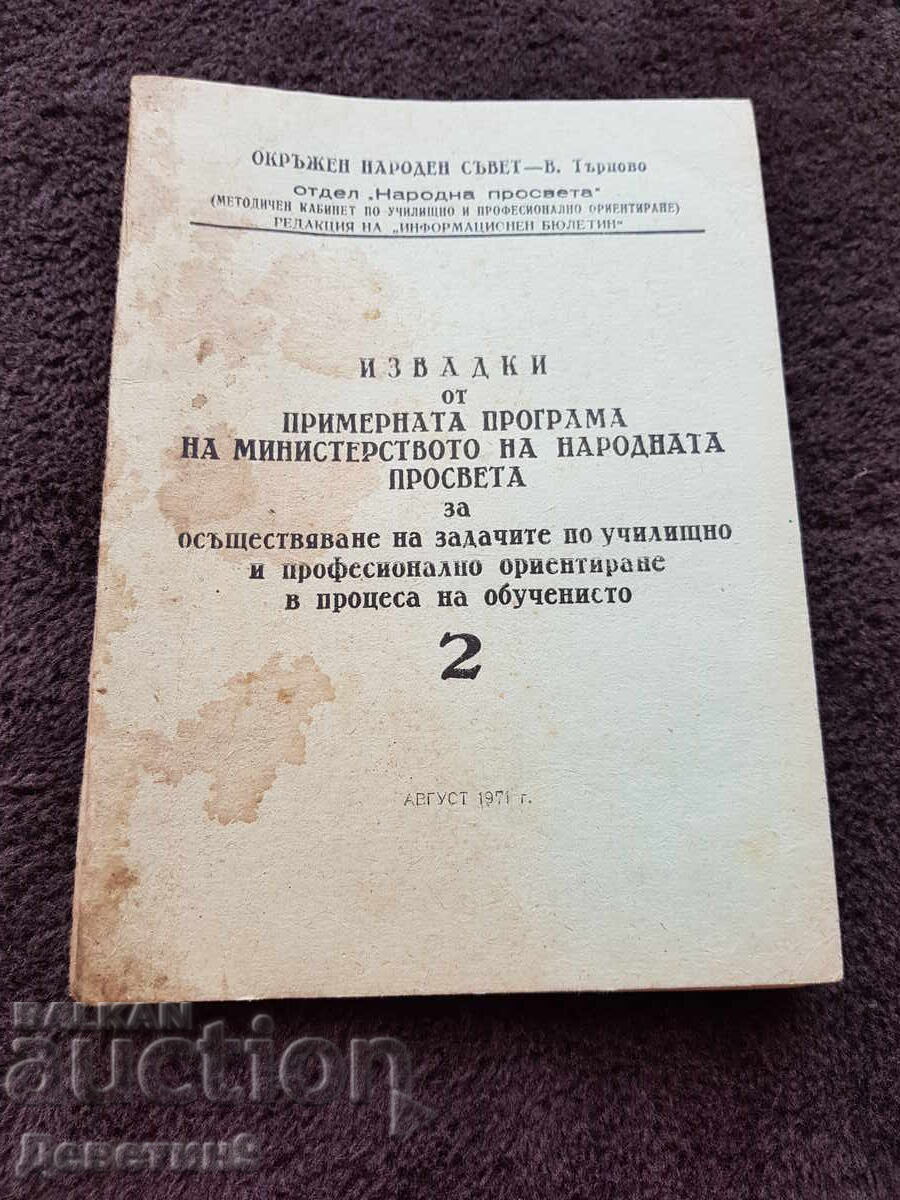 ОКРЪЖЕН НАРОДЕН СЪВЕТ—В. Търново
отдел „Народна просвета"
(МЕТОДИЧЕН КАБИНЕТ ПО УЧИЛИЩНО И ПРОФЕСИОНАЛНО ОРИЕНТИРАНЕ)
РЕДАКЦИЯ НА „ИНФОРМАЦИОНЕН БЮЛЕТИН"
ИЗВАДКИ
от
ПРИМЕРНАТА ПРОГРАМА
НА МИНИСТЕРСТВОТО НА НАРОДНАТА
ПРОСВЕТА
за
осъществяване на задачите по училищно
и професионално ориентиране
в процеса на обучението
2
АВГУСТ 1971 г.
BALKAN
auction
Деветин9